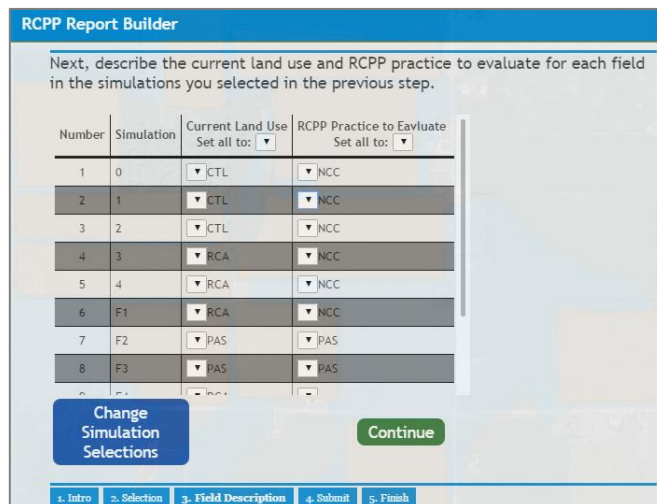 RCPP Report Builder
Next, describe the current land use and RCPP practice to evaluate for each field
in the simulations you selected in the previous step.
Number Simulation Current Land Use Set all to: RCPP Practice to Eavluate Set all to:
1 0 CTL NCC
2 1 CTL NCC
3 2 CTL NCC
4 3 RCA NCC
5 4 RCA NCC
6 F1 RCA NCC
7 F2 PAS PAS
8 F3 PAS PAS
Change
Simulation
Selections
Continue
1. Intro 2. Selection 3. Field Description 4. Submit 5. Finish